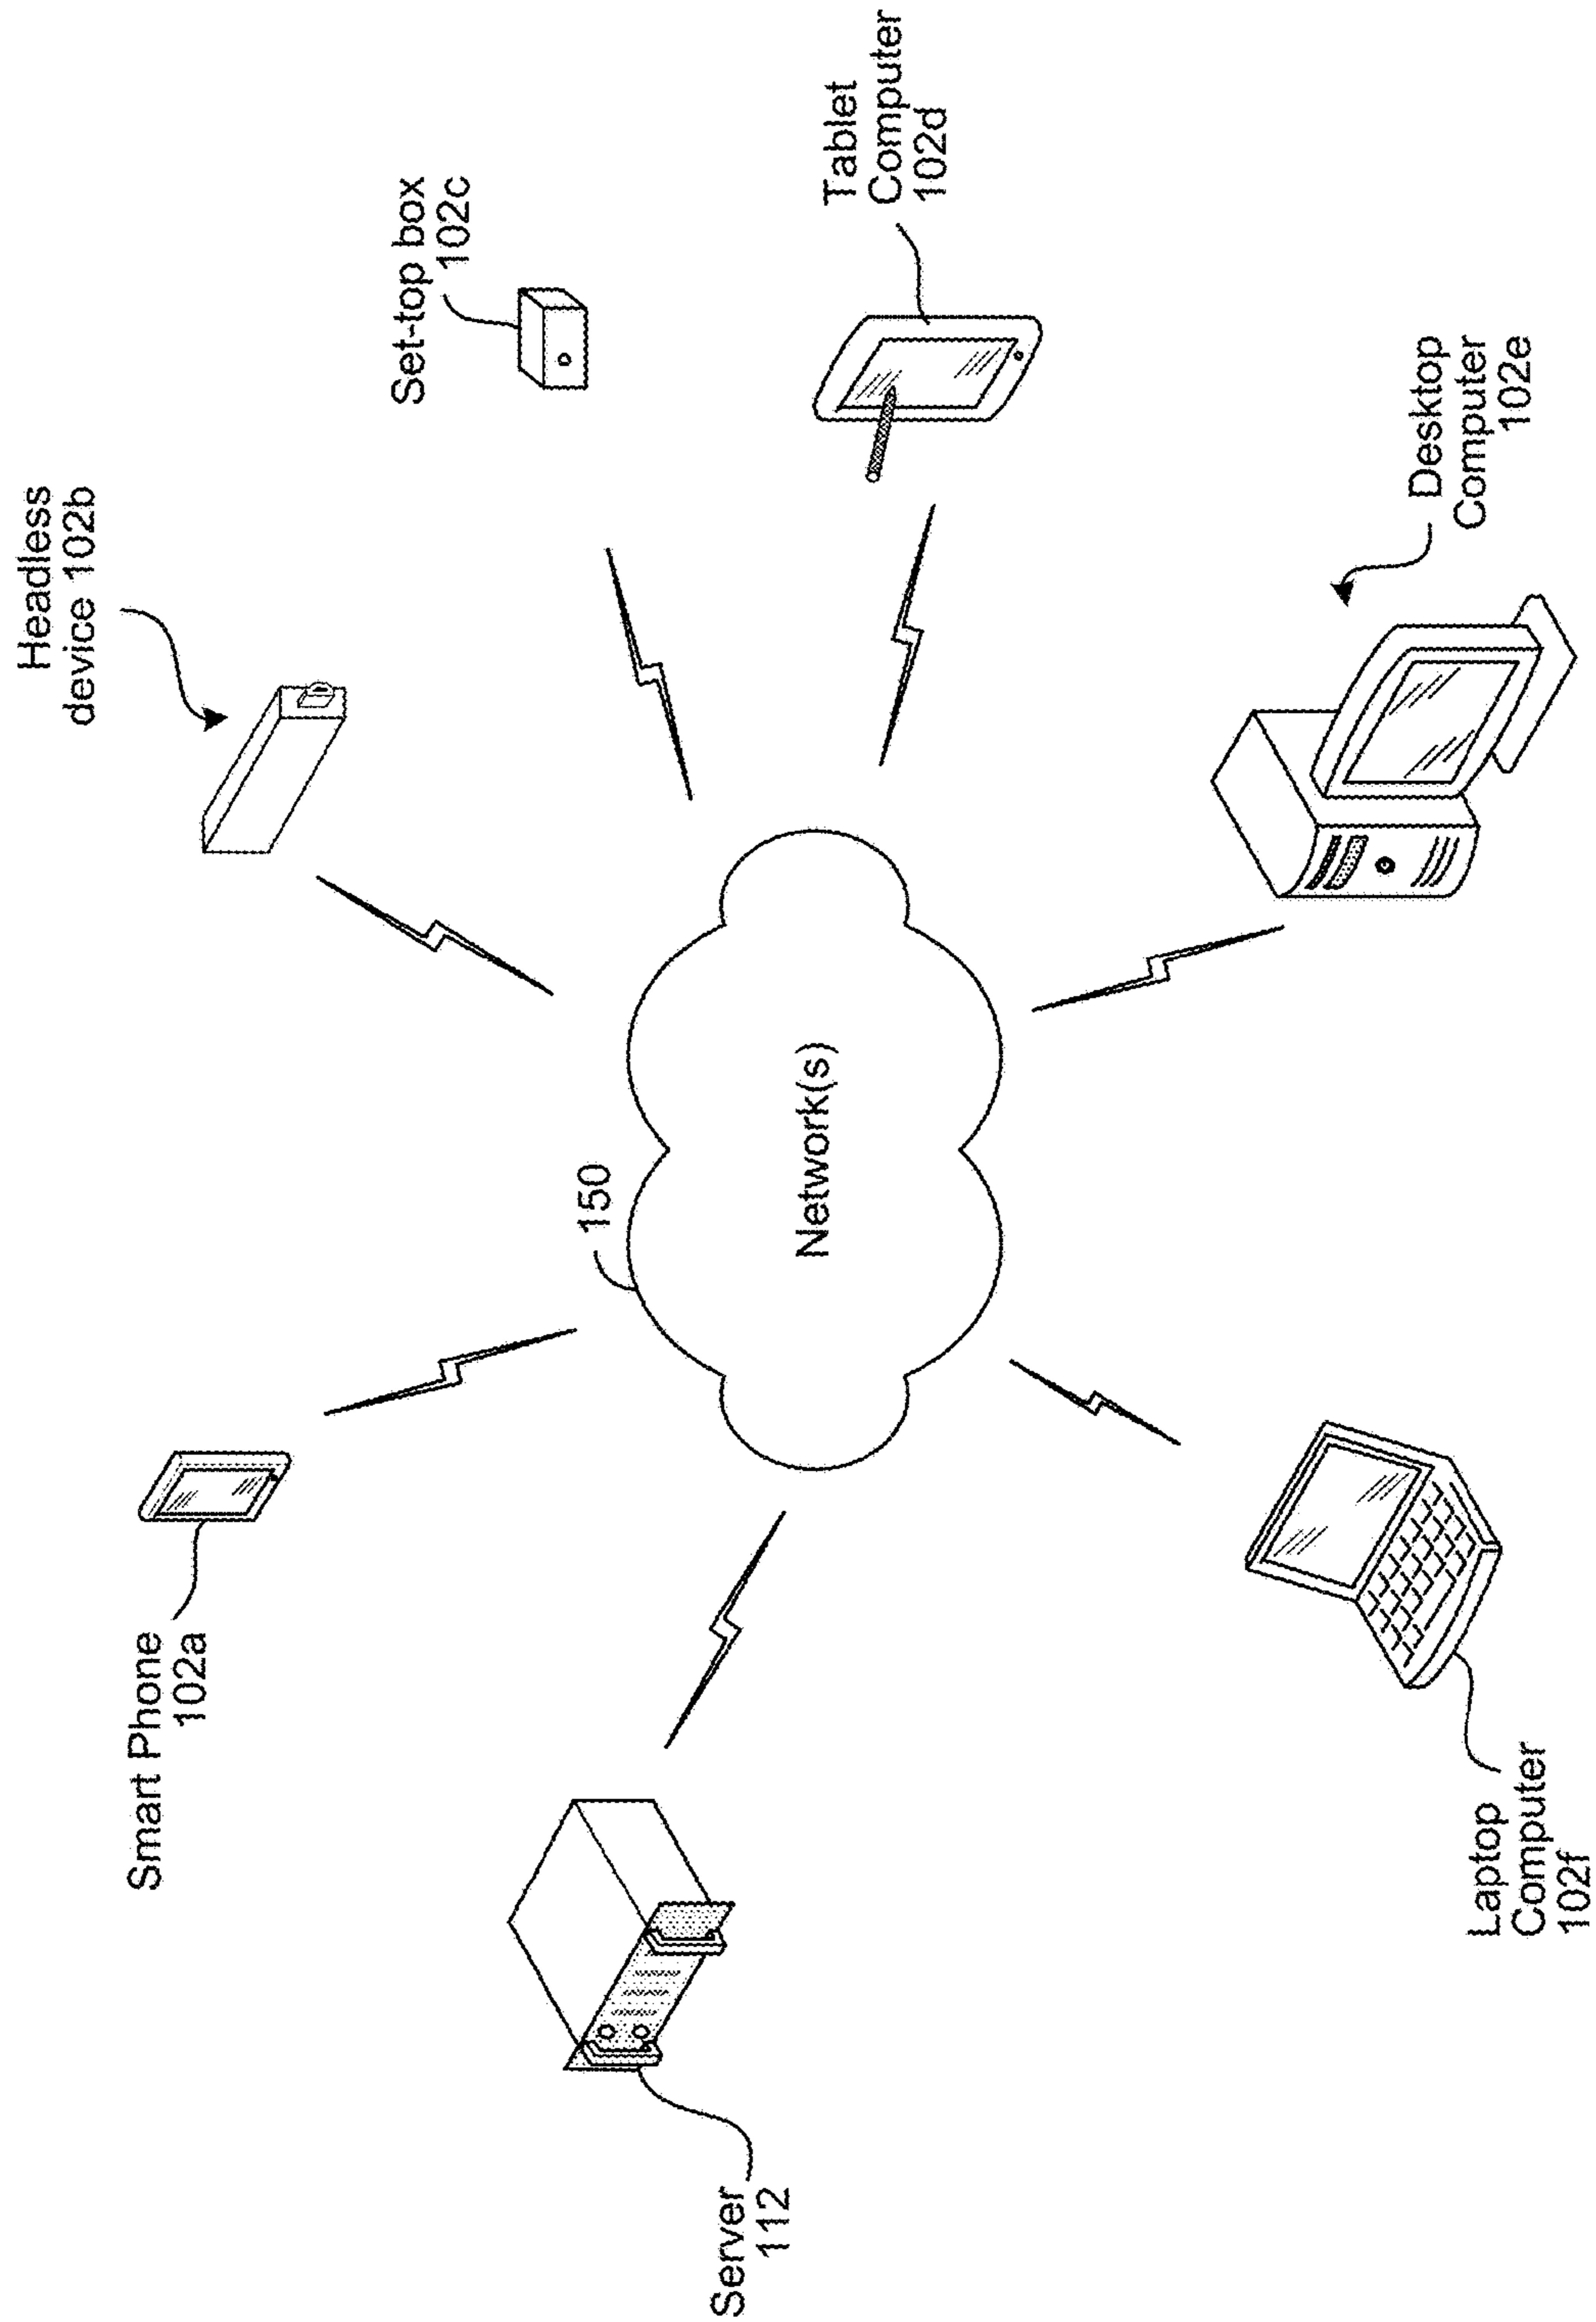 Headless
device 102b
Smart Phone
102a
Set-top box
102c
150
Server
112
Network(s)
Tablet
Computer
102d
Laptop
Computer
102f
Desktop
Computer
102e